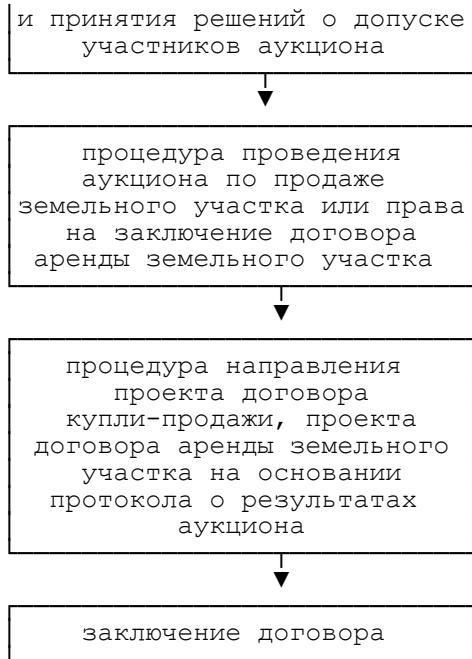 и принятия решений о допуске
участников аукциона
процедура проведения
аукциона по продаже
земельного участка или права
на заключение договора
аренды земельного участка
процедура направления
проекта договора
купли-продажи, проекта
договора аренды земельного
участка на основании
протокола о результатах
аукциона
заключение договора